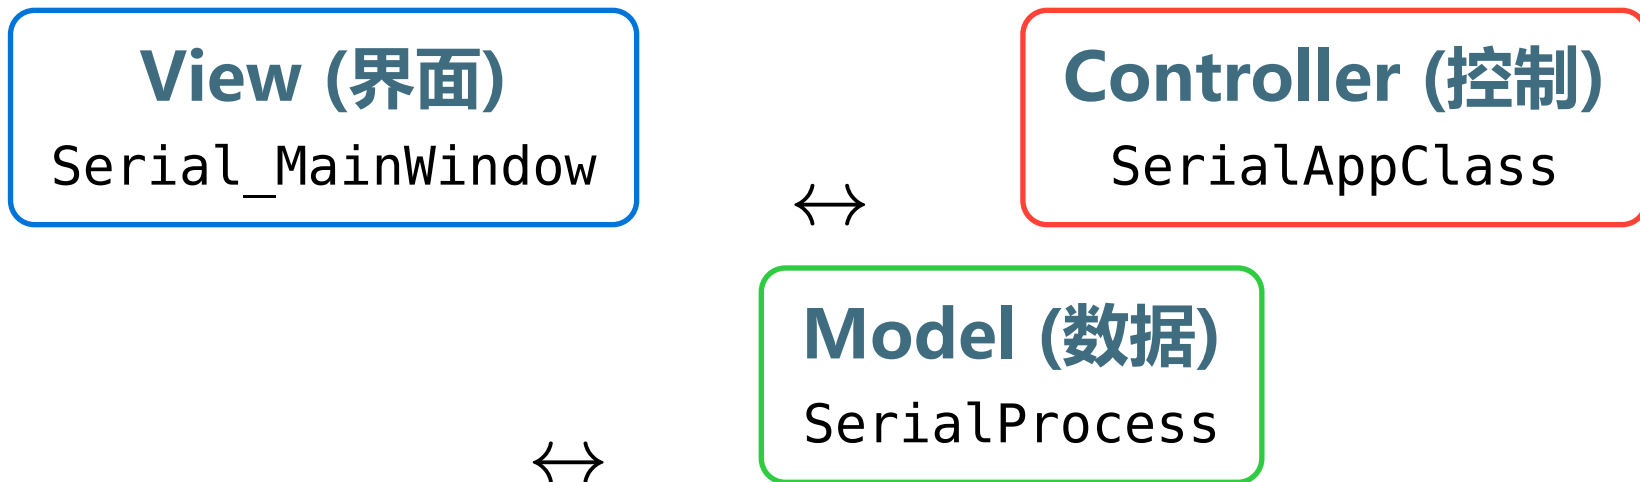 View (界面)
Serial_MainWindow
↔
Controller (控制)
SerialAppClass
↔
Model (数据)
SerialProcess